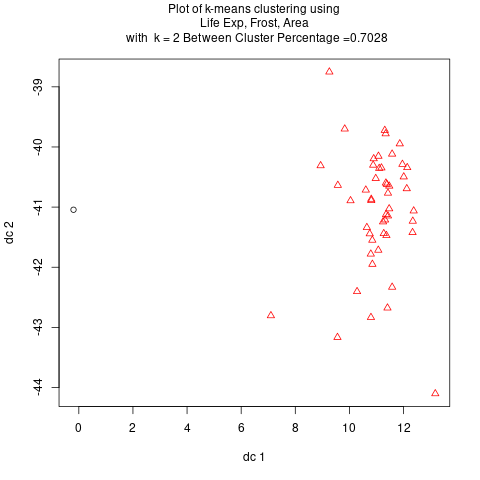 Plot of k-means clustering using
Life Exp, Frost, Area
with k = 2 Between Cluster Percentage =0.7028
-39
-40
-41
-42
-43
-44
dc 2
0 2 4 6 8 10 12
dc 1